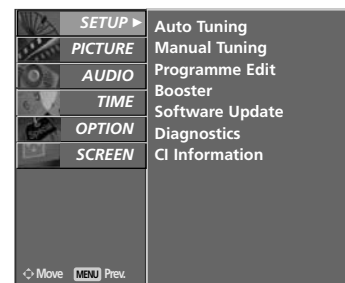 SETUP ►
PICTURE
AUDIO
TIME
OPTION
SCREEN
Auto Tuning
Manual Tuning
Programme Edit
Booster
Software Update
Diagnostics
CI Information
Move MENU Prev.